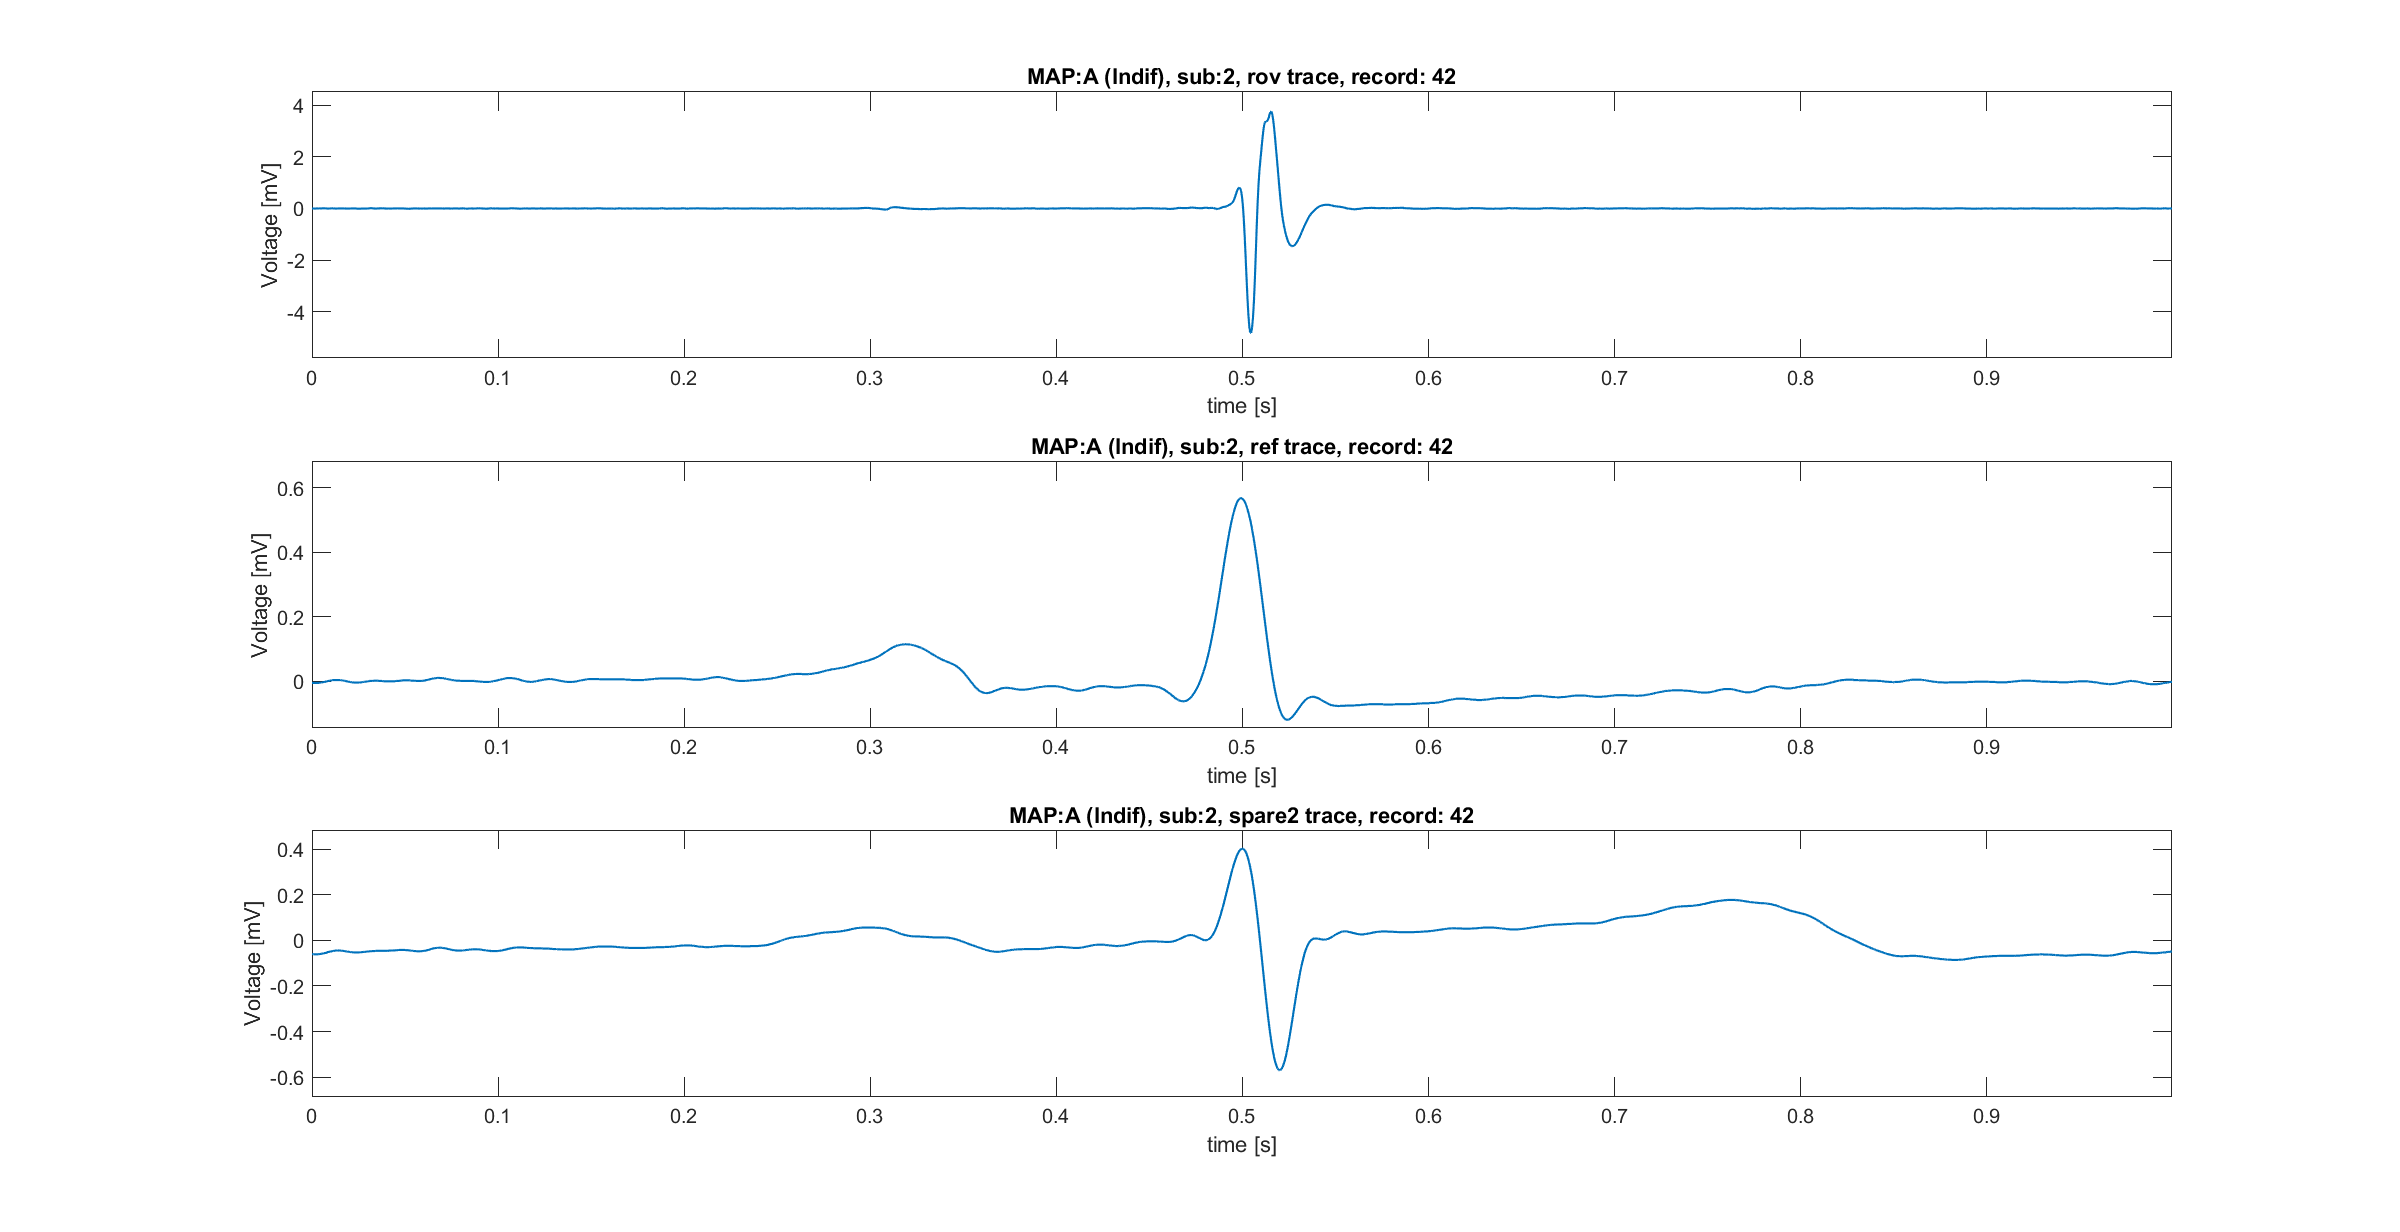 MAP:A (Indif), sub:2, rov trace, record: 42
Voltage [mV]
4
2
0
-2
-4
0 0.1 0.2 0.3 0.4 0.5 0.6 0.7 0.8 0.9
time [s]
MAP:A (Indif), sub:2, ref trace, record: 42
Voltage [mV]
0.6
0.4
0.2
0
0 0.1 0.2 0.3 0.4 0.5 0.6 0.7 0.8 0.9
time [s]
MAP:A (Indif), sub:2, spare2 trace, record: 42
Voltage [mV]
0.4
0.2
0
-0.2
-0.4
-0.6
0 0.1 0.2 0.3 0.4 0.5 0.6 0.7 0.8 0.9
time [s]